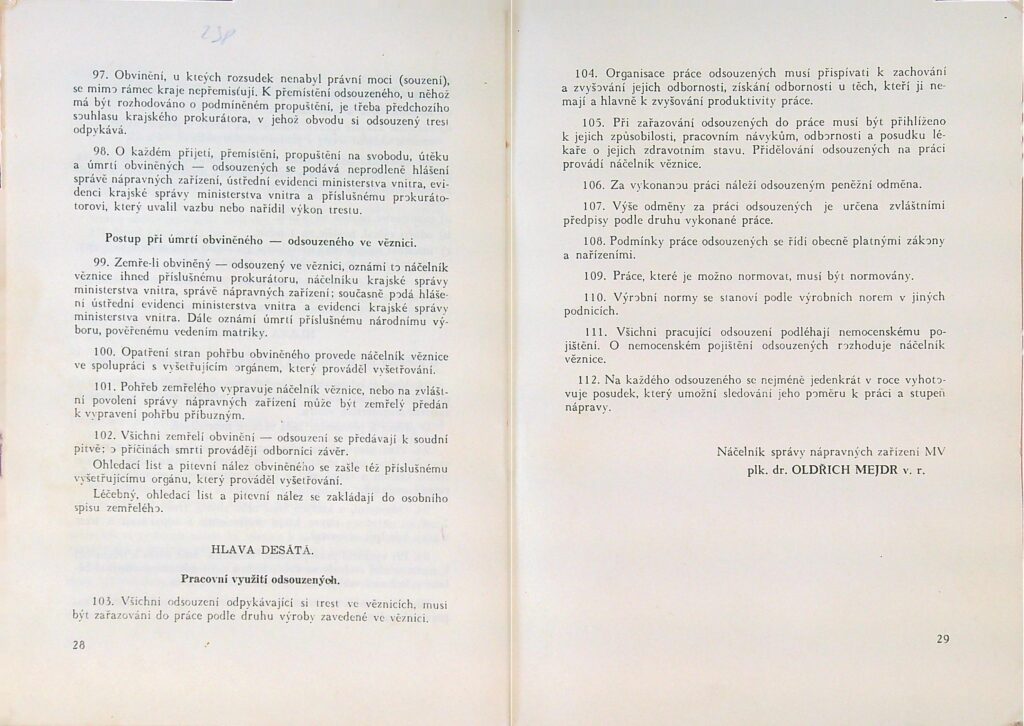 238
97. Obvinění, u kteých rozsudek nenabyl právní moci (souzení),
se mimo rámec kraje nepřemisťují. K přemístění odsouzeného, u něhož
má být rozhodováno o podmíněném propuštění, je třeba předchozího
souhlasu krajského prokurátora, v jehož obvodu si odsouzený trest
odpykává.
98. O každém přijetí, přemístění, propuštění na svobodu, útěku
a úmrtí obviněných — odsouzených se podává neprodleně hlášení
správě nápravných zařízení, ústřední evidenci ministerstva vnitra, evi-
denci krajské správy ministerstva vnitra a příslušnému prokuráto-
torovi, který uvalil vazbu nebo nařídil výkon trestu.
Postup při úmrtí obviněného — odsouzeného ve věznici.
99. Zemře-li obviněný — odsouzený ve věznici, oznámí to náčelník
věznice ihned příslušnému prokurátoru, náčelníku krajské správy
ministerstva vnitra, správě nápravných zařízení; současně podá hláše-
ní ústřední evidenci ministerstva vnitra a evidenci krajské správy
ministerstva vnitra. Dále oznámí úmrtí příslušnému národnímu vý-
boru, pověřenému vedením matriky.
100. Opatření stran pohřbu obviněného provede náčelník věznice
ve spolupráci s vyšetřujícím orgánem, který prováděl vyšetřování.
101. Pohřeb zemřelého vypravuje náčelník věznice, nebo na zvlášt-
ní povolení správy nápravných zařízení může být zemřelý předán
k vypravení pohřbu příbuzným.
102. Všichni zemřelí obvinění — odsouzení se předávají k soudní
pitvě; o příčinách smrti provádějí odborníci závěr.
Ohledací list a pitevní nález obviněného se zašle též příslušnému
vyšetřujícímu orgánu, který prováděl vyšetřování.
Léčebný, ohledací list a pitevní nález se zakládají do osobního
spisu zemřelého.
HLAVA DESÁTÁ.
Pracovní využití odsouzených.
103. Všichni odsouzení odpykávající si trest ve věznicích, musí
být zařazováni do práce podle druhu výroby zavedené ve věznici.
28
104. Organisace práce odsouzených musí přispívati k zachování
a zvyšování jejich odbornosti, získání odbornosti u těch, kteří ji ne-
mají a hlavně k zvyšování produktivity práce.
105. Při zařazování odsouzených do práce musí být přihlíženo
k jejich způsobilosti, pracovním návykům, odbornosti a posudku lé-
kaře o jejich zdravotním stavu. Přidělování odsouzených na práci
provádí náčelník věznice.
106. Za vykonanou práci náleží odsouzeným peněžní odměna.
107. Výše odměny za práci odsouzených je určena zvláštními
předpisy podle druhu vykonané práce.
108. Podmínky práce odsouzených se řídí obecně platnými zákony
a nařízeními.
109. Práce, které je možno normovat, musí být normovány.
110. Výrobní normy se stanoví podle výrobních norem v jiných
podnicích.
111. Všichni pracující odsouzení podléhají nemocenskému po-
jištění. O nemocenském pojištění odsouzených rozhoduje náčelník
věznice.
112. Na každého odsouzeného se nejméně jedenkrát v roce vyhoto-
vuje posudek, který umožní sledování jeho poměru k práci a stupeň
nápravy.
Náčelník správy nápravných zařízení MV
plk. dr. OLDŘICH MEJDR v. r.
29